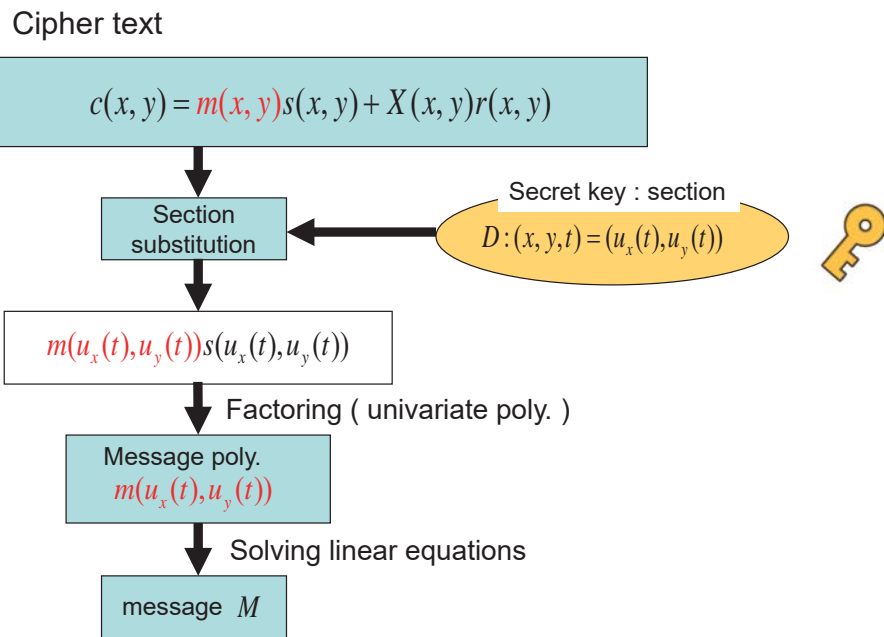 Cipher text
c(x, y) = m(x, y)s(x, y) + X(x, y)r(x, y)
Secret key : section
Section
substitution
D : (x, y, t) = (u_x(t), u_y(t))
m(u_x(t), u_y(t))s(u_x(t), u_y(t))
Factoring ( univariate poly. )
Message poly.
m(u_x(t), u_y(t))
Solving linear equations
message M